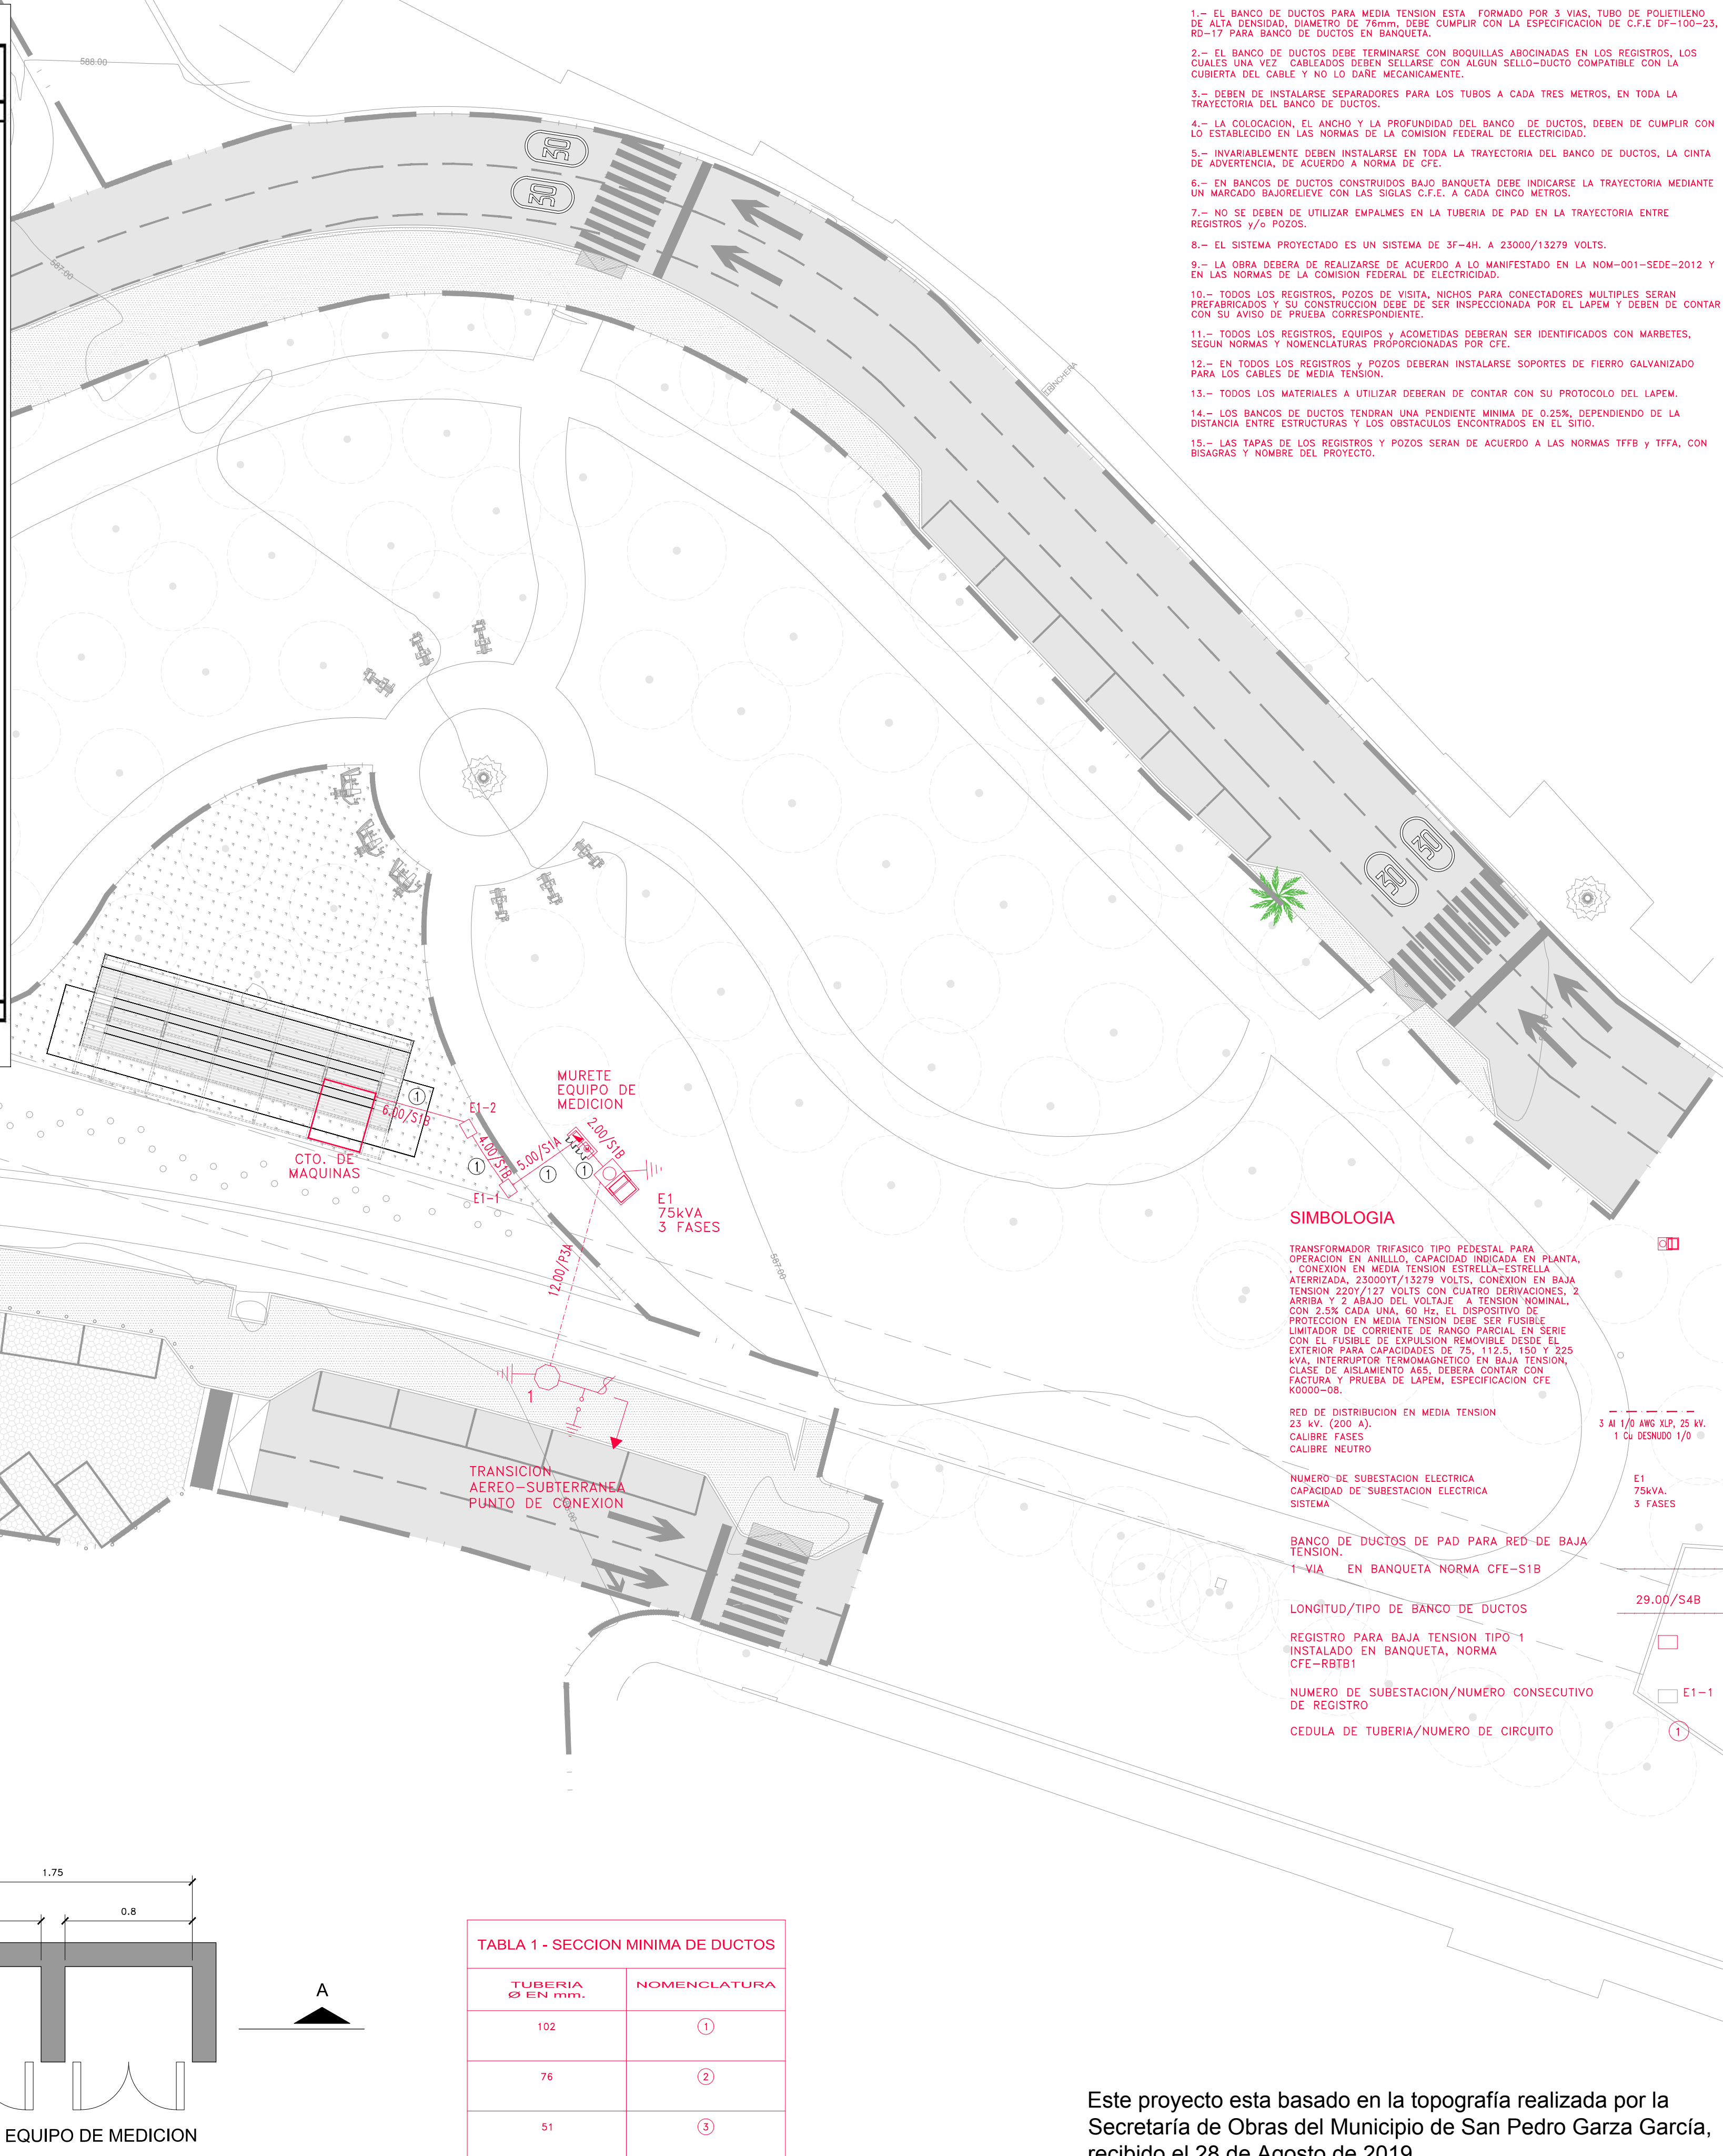 1.- EL BANCO DE DUCTOS PARA MEDIA TENSION ESTA FORMADO POR 3 VIAS, TUBO DE POLIETILENO
DE ALTA DENSIDAD, DIAMETRO DE 76mm, DEBE CUMPLIR CON LA ESPECIFICACION DE C.F.E DF-100-23,
RD-17 PARA BANCO DE DUCTOS EN BANQUETA.
2.- EL BANCO DE DUCTOS DEBE TERMINARSE CON BOQUILLAS ABOCINADAS EN LOS REGISTROS, LOS
CUALES UNA VEZ CABLEADOS DEBEN SELLARSE CON ALGUN SELLO-DUCTO COMPATIBLE CON LA
CUBIERTA DEL CABLE Y NO LO DAÑE MECANICAMENTE.
3.- DEBEN DE INSTALARSE SEPARADORES PARA LOS TUBOS A CADA TRES METROS, EN TODA LA
TRAYECTORIA DEL BANCO DE DUCTOS.
4.- LA COLOCACION, EL ANCHO Y LA PROFUNDIDAD DEL BANCO DE DUCTOS, DEBEN DE CUMPLIR CON
LO ESTABLECIDO EN LAS NORMAS DE LA COMISION FEDERAL DE ELECTRICIDAD.
5.- INVARIABLEMENTE DEBEN INSTALARSE EN TODA LA TRAYECTORIA DEL BANCO DE DUCTOS, LA CINTA
DE ADVERTENCIA, DE ACUERDO A NORMA DE CFE.
6.- EN BANCOS DE DUCTOS CONSTRUIDOS BAJO BANQUETA DEBE INDICARSE LA TRAYECTORIA MEDIANTE
UN MARCADO BAJORELIEVE CON LAS SIGLAS C.F.E. A CADA CINCO METROS.
7.- NO SE DEBEN DE UTILIZAR EMPALMES EN LA TUBERIA DE PAD EN LA TRAYECTORIA ENTRE
REGISTROS y/o POZOS.
8.- EL SISTEMA PROYECTADO ES UN SISTEMA DE 3F-4H. A 23000/13279 VOLTS.
9.- LA OBRA DEBERA DE REALIZARSE DE ACUERDO A LO MANIFESTADO EN LA NOM-001-SEDE-2012 Y
EN LAS NORMAS DE LA COMISION FEDERAL DE ELECTRICIDAD.
10.- TODOS LOS REGISTROS, POZOS DE VISITA, NICHOS PARA CONECTADORES MULTIPLES SERAN
PREFABRICADOS Y SU CONSTRUCCION DEBE DE SER INSPECCIONADA POR EL LAPEM Y DEBEN DE CONTAR
CON SU AVISO DE PRUEBA CORRESPONDIENTE.
11.- TODOS LOS REGISTROS, EQUIPOS y ACOMETIDAS DEBERAN SER IDENTIFICADOS CON MARBETES,
SEGUN NORMAS Y NOMENCLATURAS PROPORCIONADAS POR CFE.
12.- EN TODOS LOS REGISTROS y POZOS DEBERAN INSTALARSE SOPORTES DE FIERRO GALVANIZADO
PARA LOS CABLES DE MEDIA TENSION.
13.- TODOS LOS MATERIALES A UTILIZAR DEBERAN DE CONTAR CON SU PROTOCOLO DEL LAPEM.
14.- LOS BANCOS DE DUCTOS TENDRAN UNA PENDIENTE MINIMA DE 0.25%, DEPENDIENDO DE LA
DISTANCIA ENTRE ESTRUCTURAS Y LOS OBSTACULOS ENCONTRADOS EN EL SITIO.
15.- LAS TAPAS DE LOS REGISTROS Y POZOS SERAN DE ACUERDO A LAS NORMAS TFFB y TFFA, CON
BISAGRAS Y NOMBRE DEL PROYECTO.
588.00
30
30
587.00
TRINCHERA
30
30
MURETE
EQUIPO DE
MEDICION
1
6.00/S1B
E1-2
4.00/S1B
5.00/S1A
2.00/S1B
1
1
1
CTO. DE
MAQUINAS
E1-1
E1
75kVA
3 FASES
12.00/P3A
587.00
1
TRANSICION
AEREO-SUBTERRANEA
PUNTO DE CONEXION
SIMBOLOGIA
TRANSFORMADOR TRIFASICO TIPO PEDESTAL PARA
OPERACION EN ANILLLO, CAPACIDAD INDICADA EN PLANTA,
, CONEXION EN MEDIA TENSION ESTRELLA-ESTRELLA
ATERRIZADA, 23000YT/13279 VOLTS, CONEXION EN BAJA
TENSION 220Y/127 VOLTS CON CUATRO DERIVACIONES, 2
ARRIBA Y 2 ABAJO DEL VOLTAJE A TENSION NOMINAL,
CON 2.5% CADA UNA, 60 Hz, EL DISPOSITIVO DE
PROTECCION EN MEDIA TENSION DEBE SER FUSIBLE
LIMITADOR DE CORRIENTE DE RANGO PARCIAL EN SERIE
CON EL FUSIBLE DE EXPULSION REMOVIBLE DESDE EL
EXTERIOR PARA CAPACIDADES DE 75, 112.5, 150 Y 225
kVA, INTERRUPTOR TERMOMAGNETICO EN BAJA TENSION,
CLASE DE AISLAMIENTO A65, DEBERA CONTAR CON
FACTURA Y PRUEBA DE LAPEM, ESPECIFICACION CFE
K0000-08.
RED DE DISTRIBUCION EN MEDIA TENSION
23 kV. (200 A).
CALIBRE FASES
CALIBRE NEUTRO
3 Al 1/0 AWG XLP, 25 kV.
1 Cu DESNUDO 1/0
NUMERO DE SUBESTACION ELECTRICA E1
CAPACIDAD DE SUBESTACION ELECTRICA 75kVA.
SISTEMA 3 FASES
BANCO DE DUCTOS DE PAD PARA RED DE BAJA
TENSION.
1 VIA EN BANQUETA NORMA CFE-S1B
LONGITUD/TIPO DE BANCO DE DUCTOS 29.00/S4B
REGISTRO PARA BAJA TENSION TIPO 1
INSTALADO EN BANQUETA, NORMA
CFE-RBTB1
NUMERO DE SUBESTACION/NUMERO CONSECUTIVO E1-1
DE REGISTRO
CEDULA DE TUBERIA/NUMERO DE CIRCUITO 1
1.75
0.8
A
EQUIPO DE MEDICION
TABLA 1 - SECCION MINIMA DE DUCTOS
TUBERIA NOMENCLATURA
Ø EN mm.
102 1
76 2
51 3
Este proyecto esta basado en la topografía realizada por la
Secretaría de Obras del Municipio de San Pedro Garza García,
recibido el 28 de Agosto de 2019